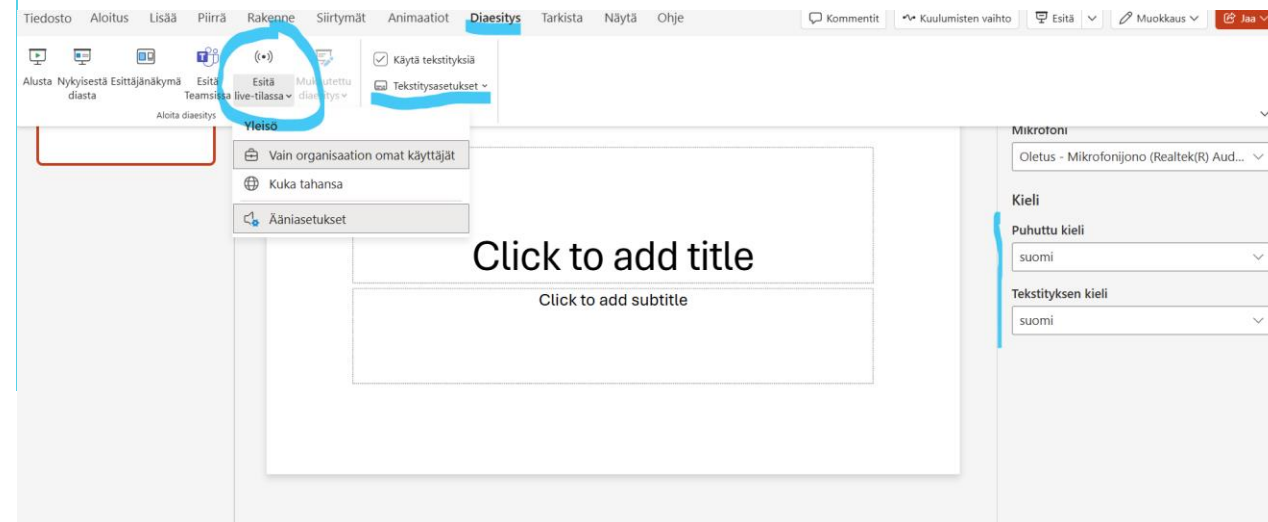 Tiedosto Aloitus Lisää Piirrä Rakenne Siirtymät Animaatiot Diaesitys Tarkista Näytä Ohje Kommentit Kuulumisten vaihto Esitä Muokkaus Jaa
Alusta Nykyisestä diasta Esittäjänäkymä Esitä Teamsissa Esitä live-tilassa Mukautettu diaesitys
Käytä tekstityksiä
Tekstitysasetukset
Aloita diaesitys
Yleisö
Vain organisaation omat käyttäjät
Kuka tahansa
Ääniasetukset
Click to add title
Click to add subtitle
Mikrofoni
Oletus - Mikrofonijono (Realtek(R) Aud...
Kieli
Puhuttu kieli
suomi
Tekstityksen kieli
suomi